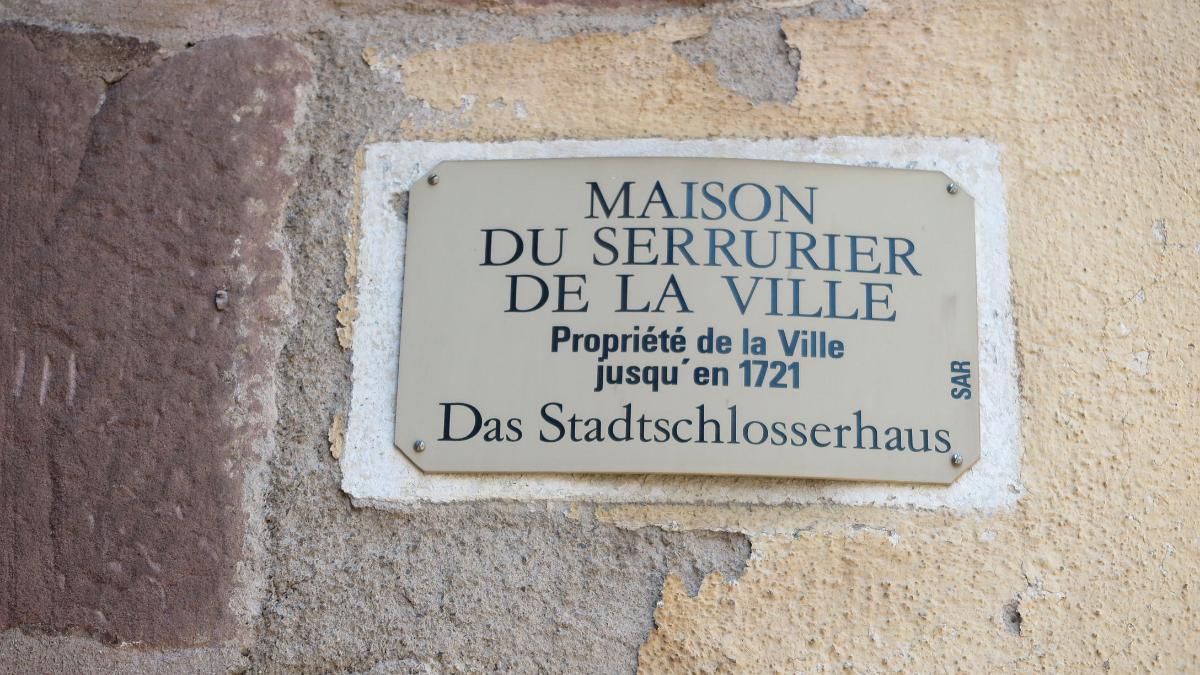 MAISON
DU SERRURIER
DE LA VILLE
Propriété de la Ville
jusqu'en 1721
Das Stadtschlosserhaus
SAR